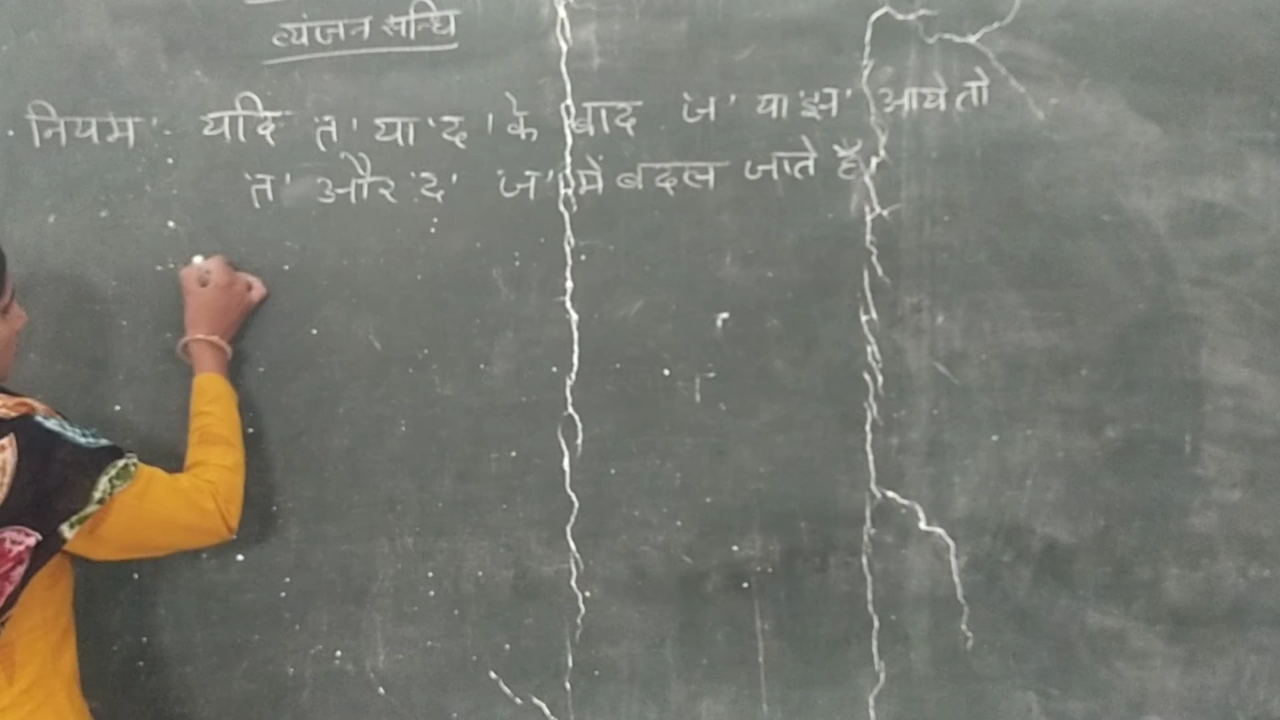 व्यंजन सन्धि
नियम - यदि 'त' या 'द' के बाद 'ज' या 'झ' आये तो
'त' और 'द' 'ज' में बदल जाते हैं